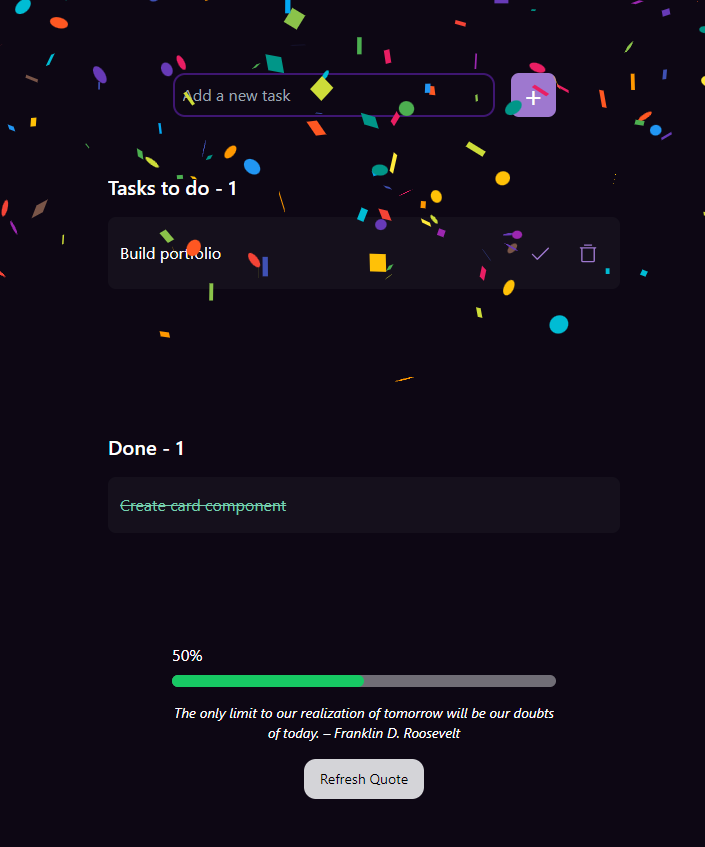 Add a new task
+
Tasks to do - 1
Build portfolio
Done - 1
Create card component
50%
The only limit to our realization of tomorrow will be our doubts
of today. – Franklin D. Roosevelt
Refresh Quote